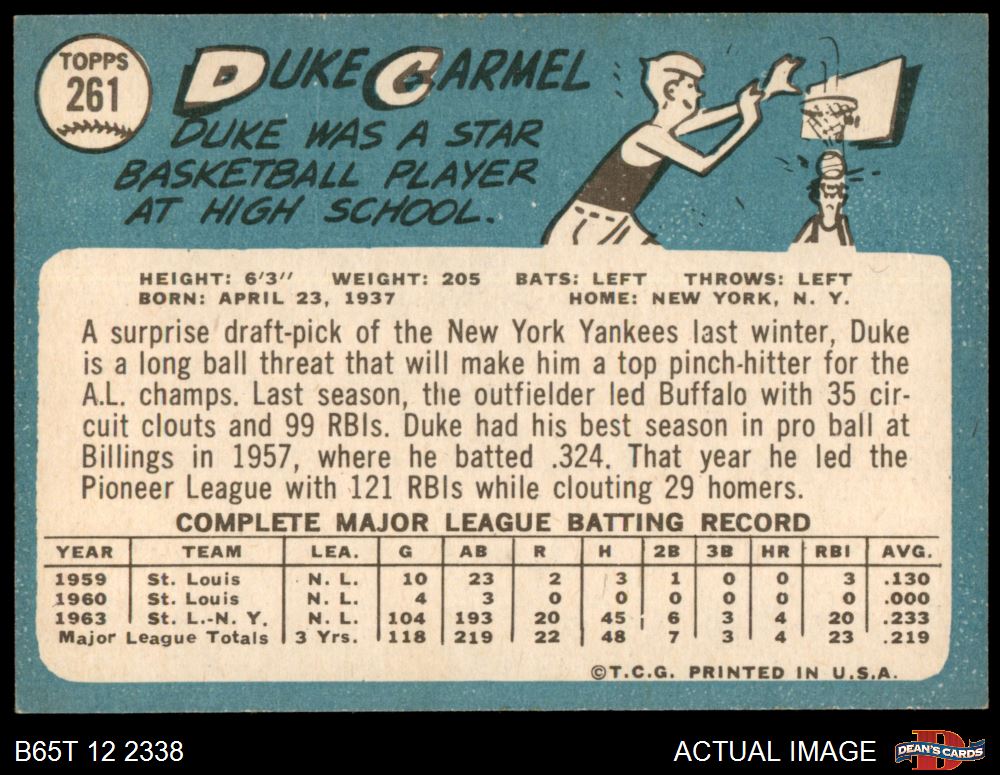 TOPPS
261
DUKE CARMEL
DUKE WAS A STAR
BASKETBALL PLAYER
AT HIGH SCHOOL.
HEIGHT: 6'3" WEIGHT: 205 BATS: LEFT THROWS: LEFT
BORN: APRIL 23, 1937 HOME: NEW YORK, N. Y.
A surprise draft-pick of the New York Yankees last winter, Duke
is a long ball threat that will make him a top pinch-hitter for the
A.L. champs. Last season, the outfielder led Buffalo with 35 cir-
cuit clouts and 99 RBIs. Duke had his best season in pro ball at
Billings in 1957, where he batted .324. That year he led the
Pioneer League with 121 RBIs while clouting 29 homers.
COMPLETE MAJOR LEAGUE BATTING RECORD
YEAR TEAM LEA. G AB R H 2B 3B HR RBI AVG.
1959 St. Louis N. L. 10 23 2 3 1 0 0 3 .130
1960 St. Louis N. L. 4 3 0 0 0 0 0 0 .000
1963 St. L.-N. Y. N. L. 104 193 20 45 6 3 4 20 .233
Major League Totals 3 Yrs. 118 219 22 48 7 3 4 23 .219
©T.C.G. PRINTED IN U.S.A.
B65T 12 2338 ACTUAL IMAGE DEAN'S CARDS